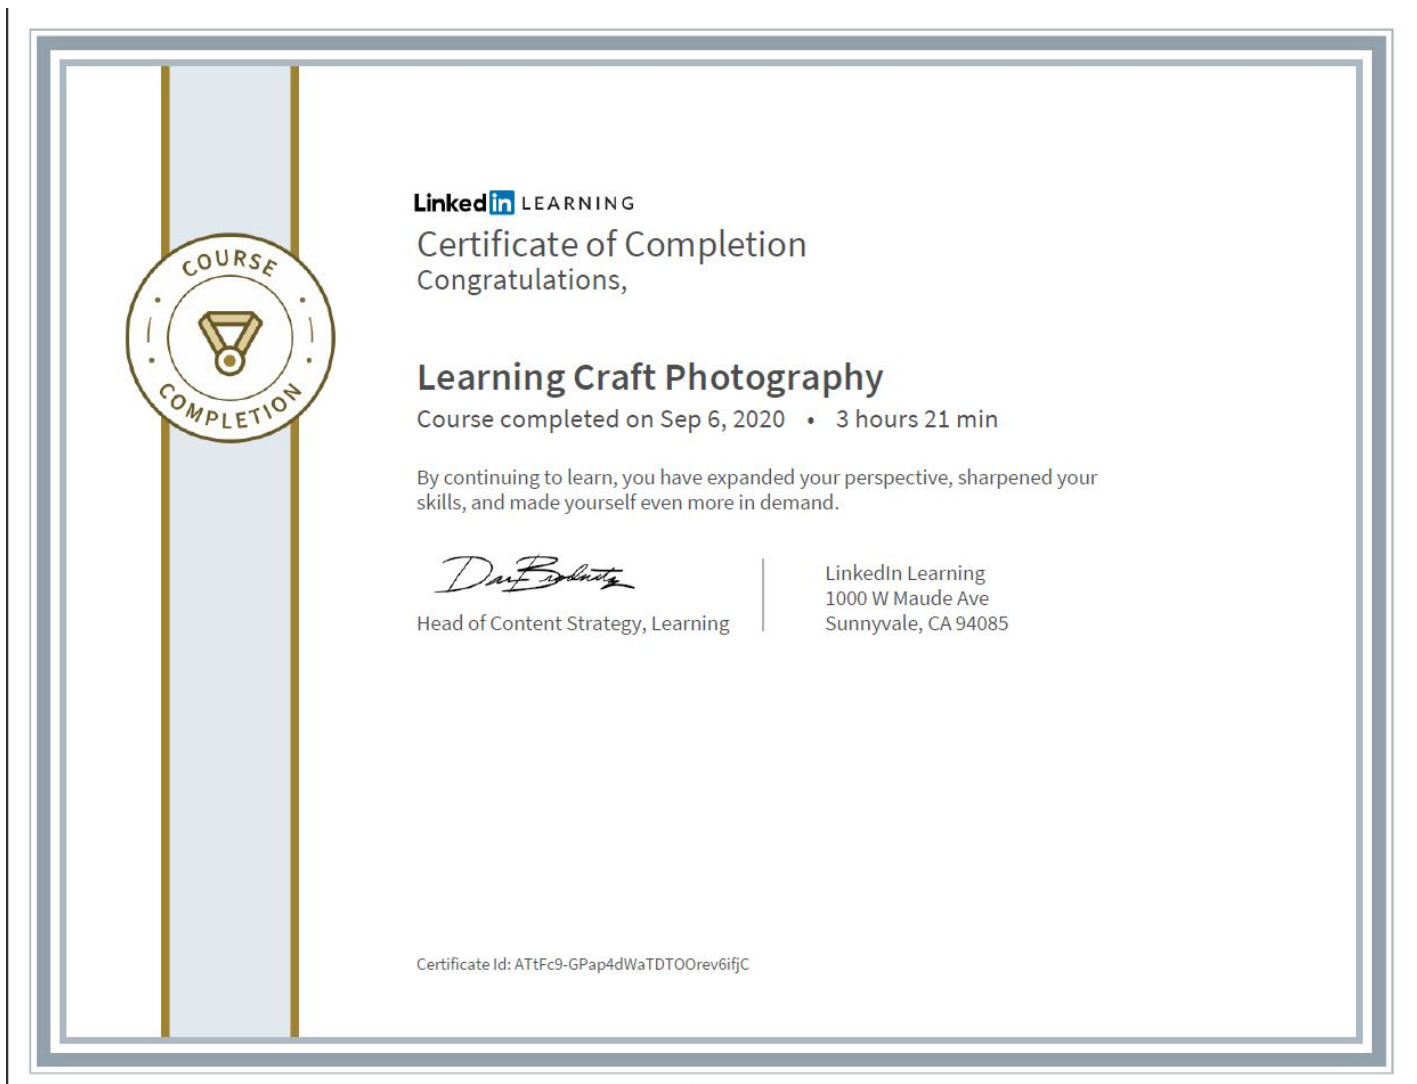 COURSE
COMPLETION
Linked in LEARNING
Certificate of Completion
Congratulations,
Learning Craft Photography
Course completed on Sep 6, 2020 • 3 hours 21 min
By continuing to learn, you have expanded your perspective, sharpened your
skills, and made yourself even more in demand.
Head of Content Strategy, Learning
LinkedIn Learning
1000 W Maude Ave
Sunnyvale, CA 94085
Certificate Id: ATtFc9-GPap4dWaTDTOOrev6ifjC